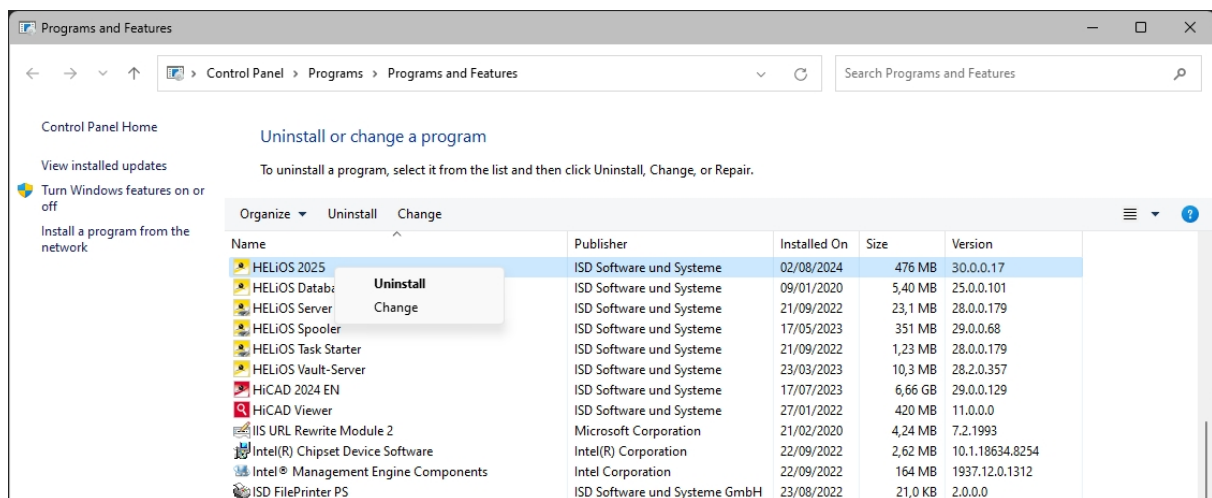 Programs and Features
Control Panel > Programs > Programs and Features
Search Programs and Features
Control Panel Home
View installed updates
Turn Windows features on or
off
Install a program from the
network
Uninstall or change a program
To uninstall a program, select it from the list and then click Uninstall, Change, or Repair.
Organize Uninstall Change
Name Publisher Installed On Size Version
HELiOS 2025 ISD Software und Systeme 02/08/2024 476 MB 30.0.0.17
HELiOS Databa ISD Software und Systeme 09/01/2020 5,40 MB 25.0.0.101
HELiOS Server ISD Software und Systeme 21/09/2022 23,1 MB 28.0.0.179
HELiOS Spooler ISD Software und Systeme 17/05/2023 351 MB 29.0.0.68
HELiOS Task Starter ISD Software und Systeme 21/09/2022 1,23 MB 28.0.0.179
HELiOS Vault-Server ISD Software und Systeme 23/03/2023 10,3 MB 28.2.0.357
HiCAD 2024 EN ISD Software und Systeme 17/07/2023 6,66 GB 29.0.0.129
HiCAD Viewer ISD Software und Systeme 27/01/2022 420 MB 11.0.0.0
IIS URL Rewrite Module 2 Microsoft Corporation 21/02/2020 4,24 MB 7.2.1993
Intel(R) Chipset Device Software Intel(R) Corporation 22/09/2022 2,62 MB 10.1.18634.8254
Intel® Management Engine Components Intel Corporation 22/09/2022 164 MB 1937.12.0.1312
ISD FilePrinter PS ISD Software und Systeme GmbH 23/08/2022 21,0 KB 2.0.0.0
Uninstall
Change